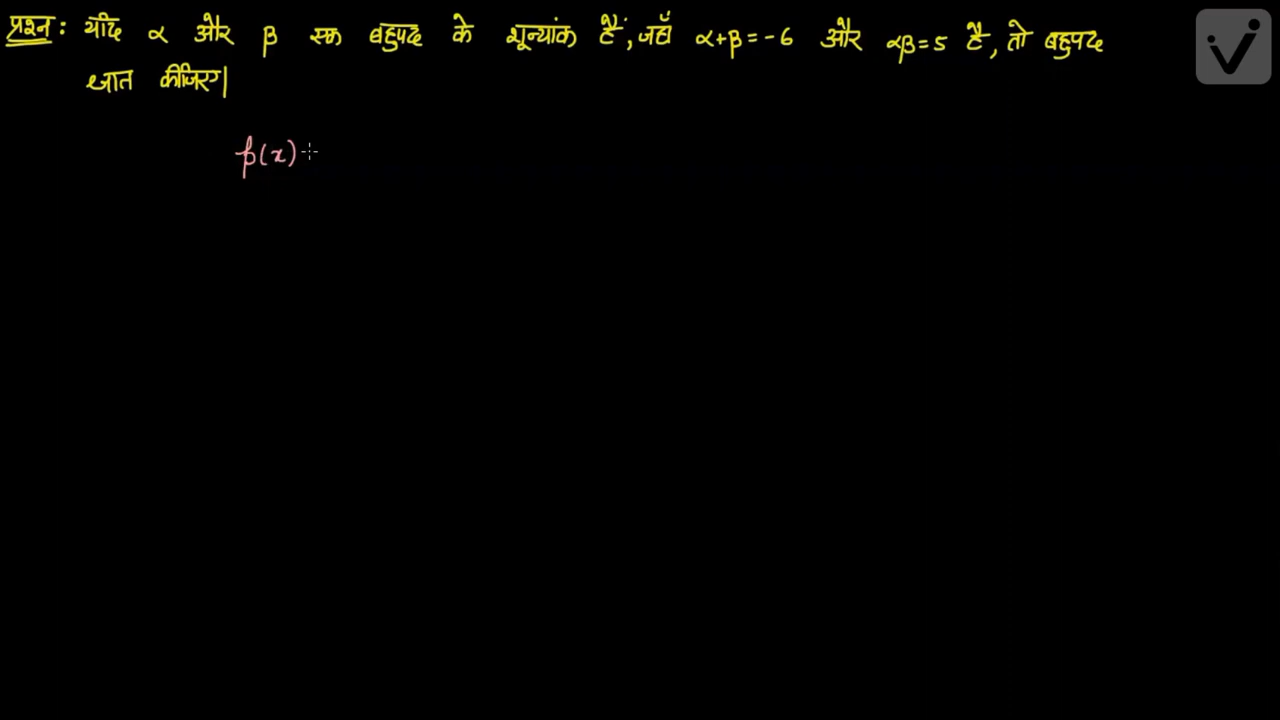 प्रश्न: यदि α और β एक बहुपद के शून्यांक हैं, जहाँ α+β=-6 और αβ=5 है, तो बहुपद
ज्ञात कीजिए।
p(x)